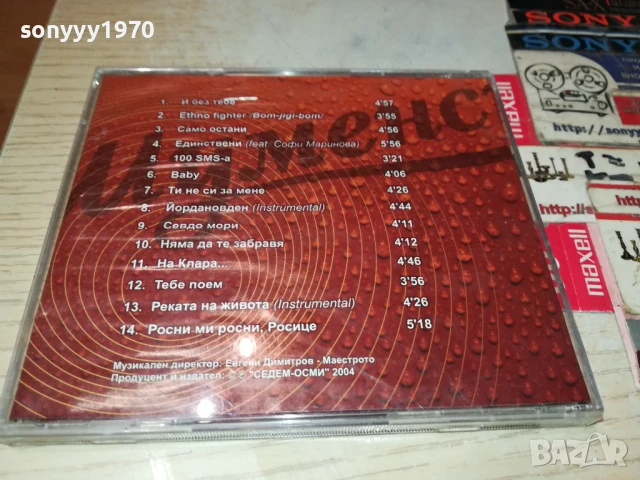 sonyyy1970
1. И без тебе 4'57
2. Ethno fighter /Bom-jigi-bom/ 3'55
3. Само остани 4'56
4. Единствени (feat. Софи Маринова) 5'56
5. 100 SMS-а 3'21
6. Baby 4'06
7. Ти не си за мене 4'26
8. Йордановден (Instrumental) 4'44
9. Севдо мори 4'11
10. Няма да те забравя 4'12
11. На Клара... 4'46
12. Тебе поем 3'56
13. Реката на живота (Instrumental) 4'26
14. Росни ми росни, Росице 5'18
Музикален директор: Евгени Димитров - Маестрото
Продуцент и издател: © ℗ "СЕДЕМ-ОСМИ" 2004
SONY
SONY
http://sony
maxell
http://s
maxell
BAZAR